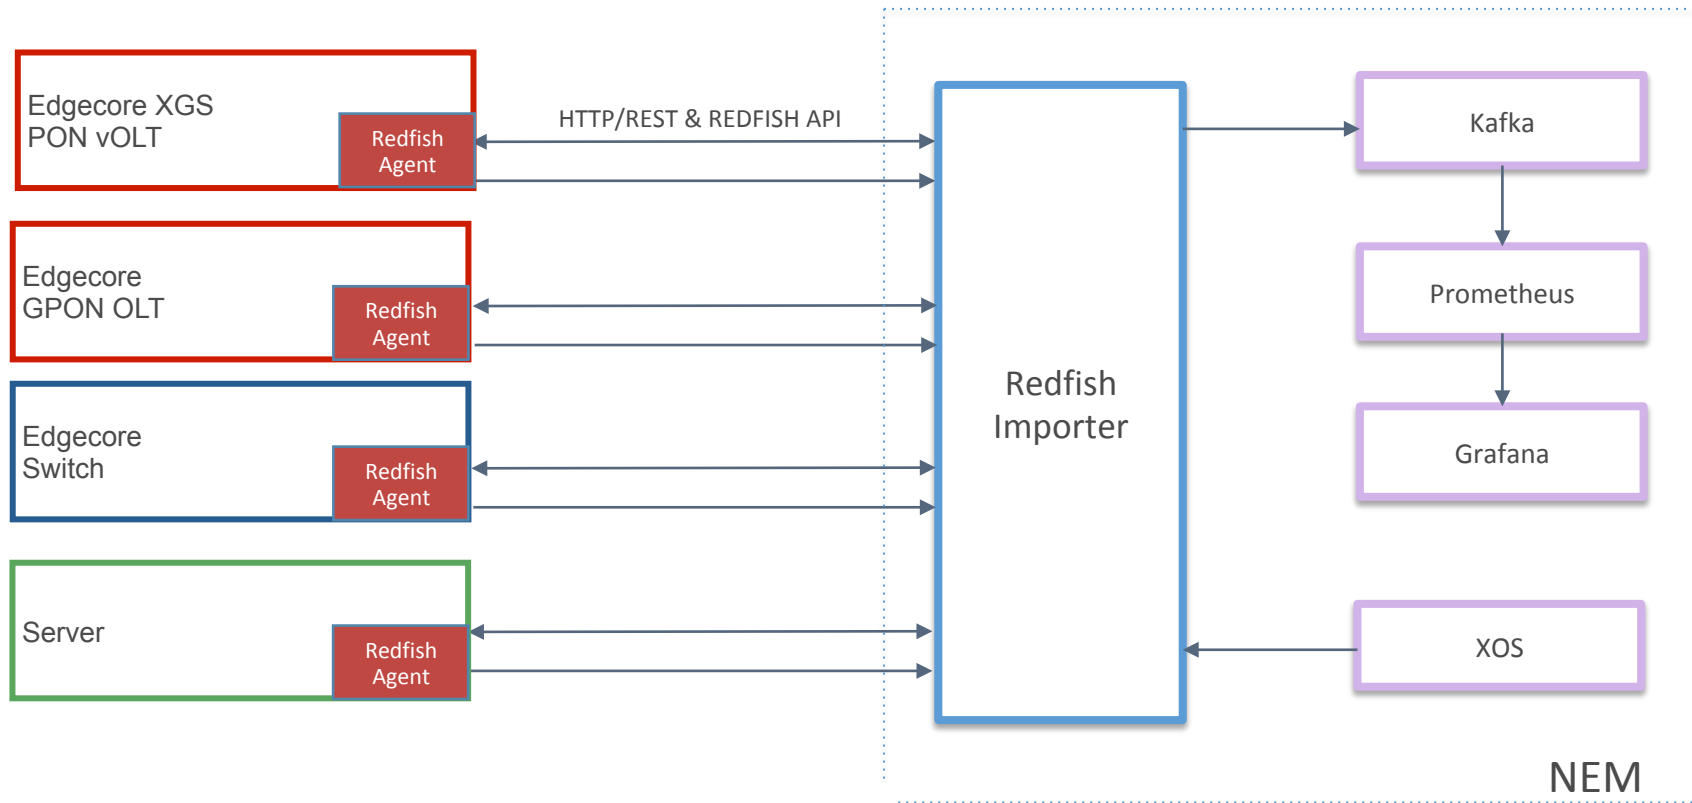 Edgecore XGS
PON vOLT
Redfish
Agent
HTTP/REST & REDFISH API
Edgecore
GPON OLT
Redfish
Agent
Edgecore
Switch
Redfish
Agent
Server
Redfish
Agent
Redfish
Importer
Kafka
Prometheus
Grafana
XOS
NEM